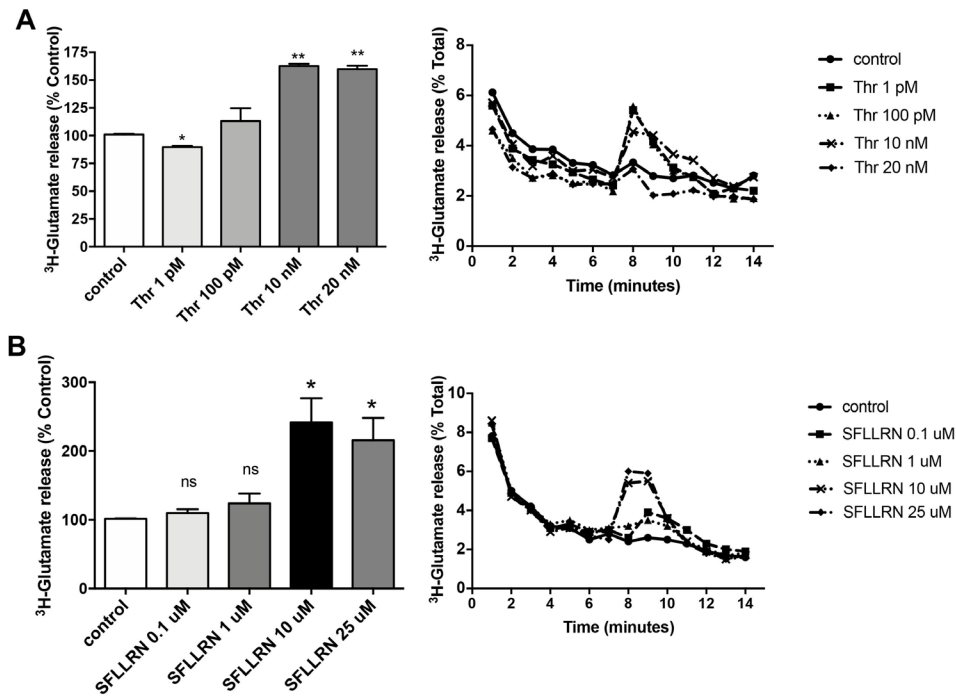 A
³H-Glutamate release (% Control)
175
150
125
100
75
50
25
0
*
**
**
control
Thr 1 pM
Thr 100 pM
Thr 10 nM
Thr 20 nM
³H-Glutamate release (% Total)
8
6
4
2
0
0 2 4 6 8 10 12 14
Time (minutes)
control
Thr 1 pM
Thr 100 pM
Thr 10 nM
Thr 20 nM
B
³H-Glutamate release (% Control)
300
200
100
0
ns
ns
*
*
control
SFLLRN 0.1 uM
SFLLRN 1 uM
SFLLRN 10 uM
SFLLRN 25 uM
³H-Glutamate release (% Total)
10
8
6
4
2
0
0 2 4 6 8 10 12 14
Time (minutes)
control
SFLLRN 0.1 uM
SFLLRN 1 uM
SFLLRN 10 uM
SFLLRN 25 uM